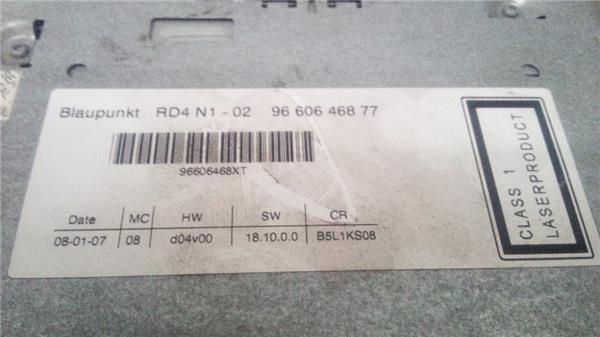 Blaupunkt RD4 N1 - 02 96 606 468 77
96606468XT
Date MC HW SW CR
08-01-07 08 d04v00 18.10.0.0 B5L1KS08
CLASS 1
LASERPRODUCT